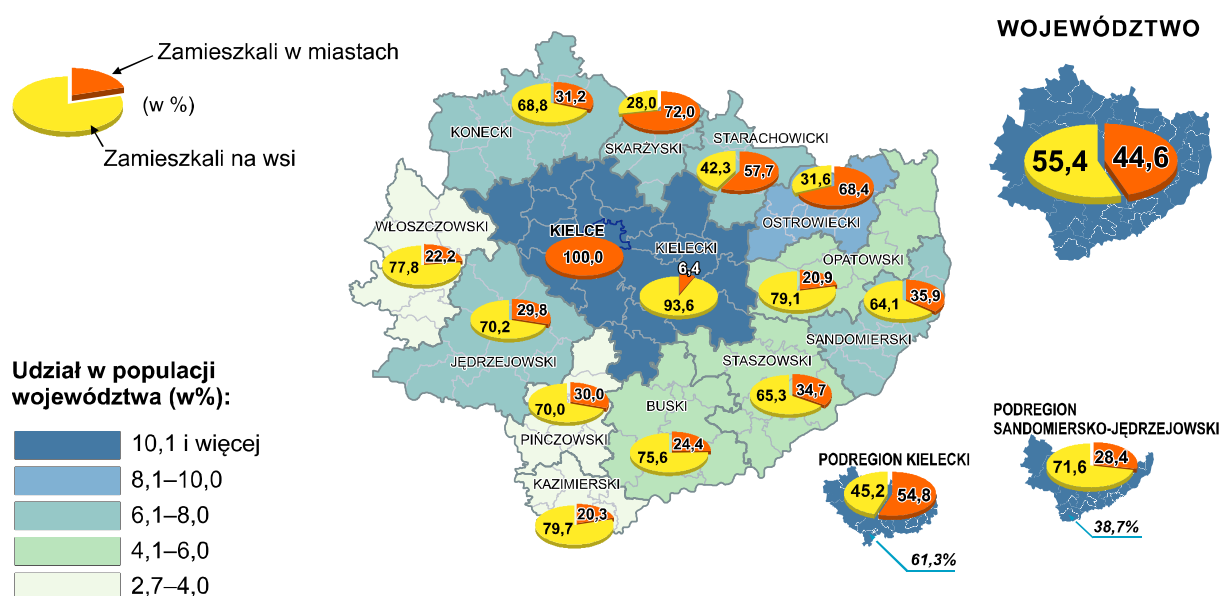 Zamieszkali w miastach
(w %)
Zamieszkali na wsi
WOJEWÓDZTWO
55,4
44,6
KONECKI
68,8
31,2
28,0
72,0
SKARŻYSKI
STARACHOWICKI
42,3
57,7
31,6
68,4
OSTROWIECKI
WŁOSZCZOWSKI
77,8
22,2
KIELCE
100,0
KIELECKI
6,4
93,6
OPATOWSKI
20,9
79,1
64,1
35,9
SANDOMIERSKI
70,2
29,8
JĘDRZEJOWSKI
STASZOWSKI
65,3
34,7
70,0
30,0
PIŃCZOWSKI
BUSKI
75,6
24,4
KAZIMIERSKI
79,7
20,3
Udział w populacji
województwa (w%):
10,1 i więcej
8,1–10,0
6,1–8,0
4,1–6,0
2,7–4,0
PODREGION KIELECKI
45,2
54,8
61,3%
PODREGION
SANDOMIERSKO-JĘDRZEJOWSKI
71,6
28,4
38,7%